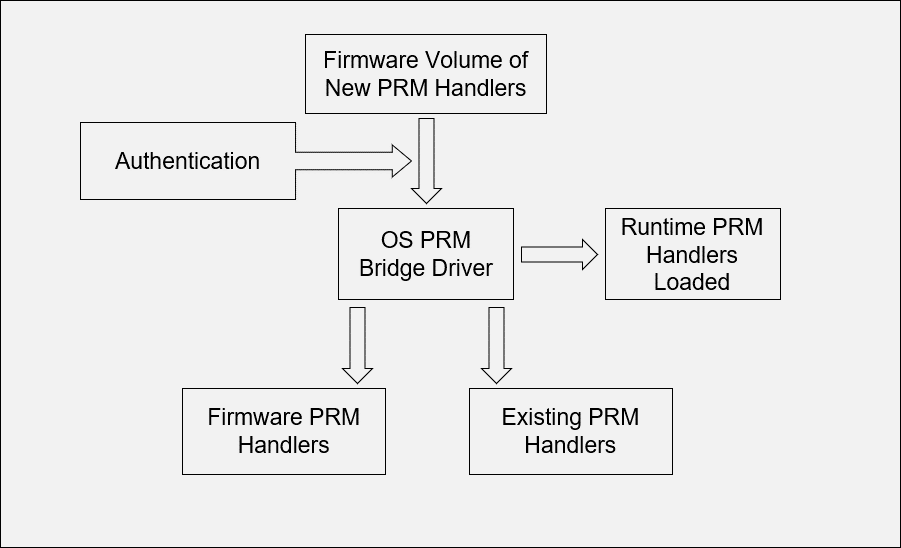 Firmware Volume of
New PRM Handlers
Authentication
OS PRM
Bridge Driver
Runtime PRM
Handlers
Loaded
Firmware PRM
Handlers
Existing PRM
Handlers